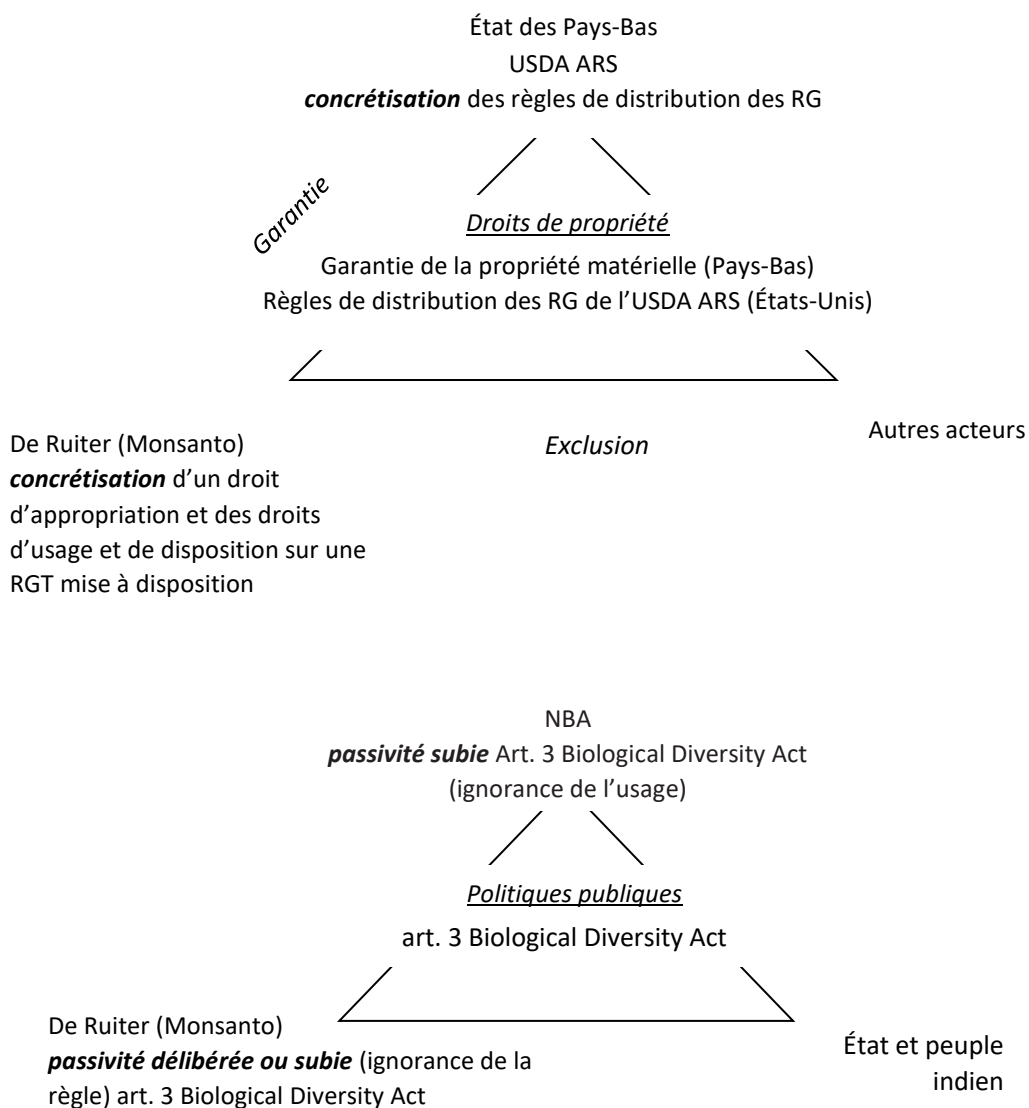 État des Pays-Bas
USDA ARS
concrétisation des règles de distribution des RG
Garantie
Droits de propriété
Garantie de la propriété matérielle (Pays-Bas)
Règles de distribution des RG de l’USDA ARS (États-Unis)
De Ruiter (Monsanto)
concrétisation d’un droit
d’appropriation et des droits
d’usage et de disposition sur une
RGT mise à disposition
Exclusion
Autres acteurs
NBA
passivité subie Art. 3 Biological Diversity Act
(ignorance de l’usage)
Politiques publiques
art. 3 Biological Diversity Act
De Ruiter (Monsanto)
passivité délibérée ou subie (ignorance de la
règle) art. 3 Biological Diversity Act
État et peuple
indien